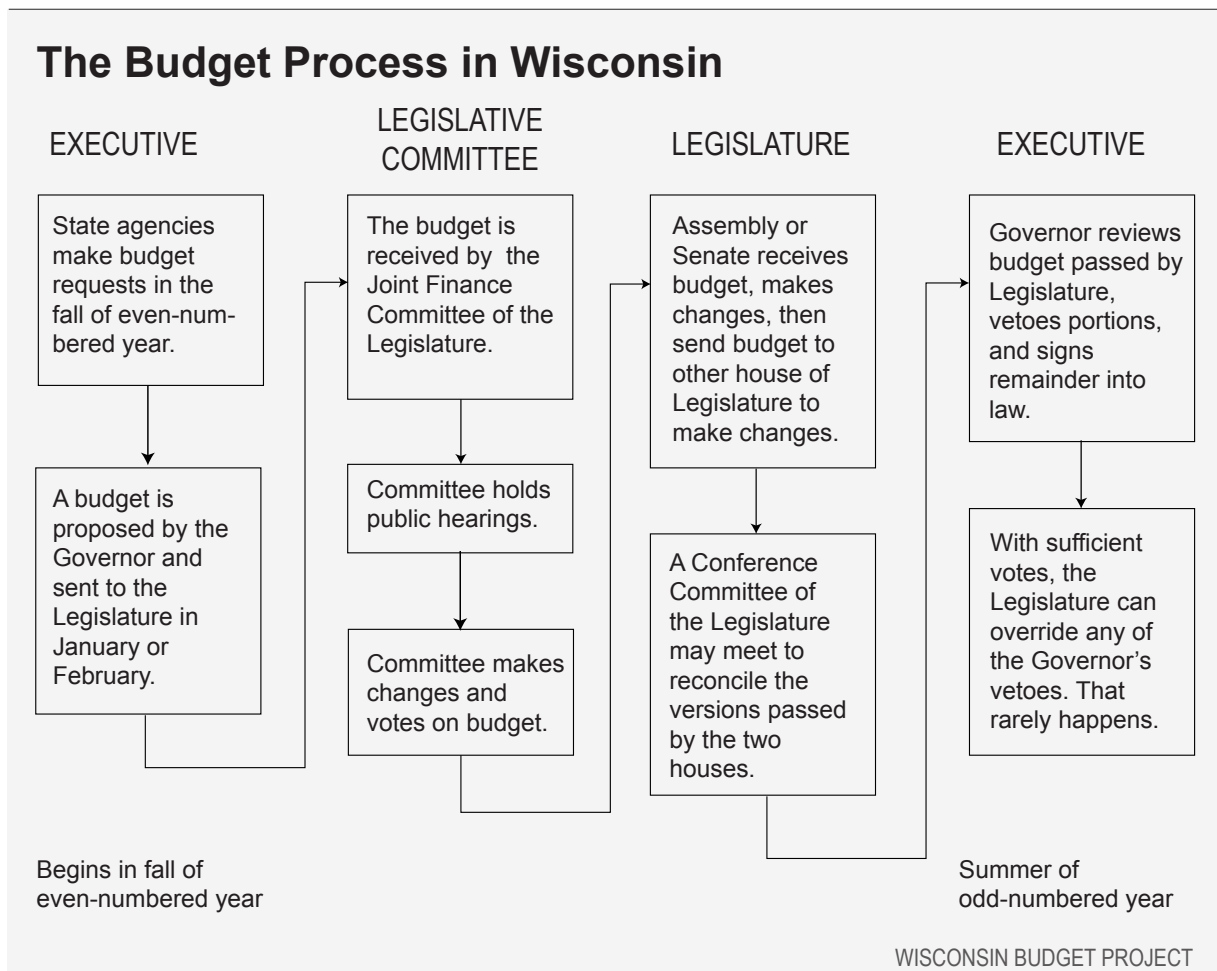 The Budget Process in Wisconsin
EXECUTIVE
State agencies
make budget
requests in the
fall of even-num-
bered year.
A budget is
proposed by the
Governor and
sent to the
Legislature in
January or
February.
LEGISLATIVE
COMMITTEE
The budget is
received by the
Joint Finance
Committee of the
Legislature.
Committee holds
public hearings.
Committee makes
changes and
votes on budget.
LEGISLATURE
Assembly or
Senate receives
budget, makes
changes, then
send budget to
other house of
Legislature to
make changes.
A Conference
Committee of
the Legislature
may meet to
reconcile the
versions passed
by the two
houses.
EXECUTIVE
Governor reviews
budget passed by
Legislature,
vetoes portions,
and signs
remainder into
law.
With sufficient
votes, the
Legislature can
override any of
the Governor’s
vetoes. That
rarely happens.
Begins in fall of
even-numbered year
Summer of
odd-numbered year
WISCONSIN BUDGET PROJECT